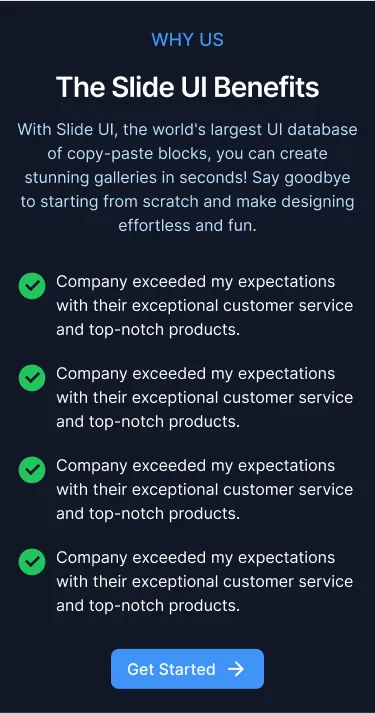 WHY US
The Slide UI Benefits
With Slide UI, the world's largest UI database
of copy-paste blocks, you can create
stunning galleries in seconds! Say goodbye
to starting from scratch and make designing
effortless and fun.
Company exceeded my expectations
with their exceptional customer service
and top-notch products.
Company exceeded my expectations
with their exceptional customer service
and top-notch products.
Company exceeded my expectations
with their exceptional customer service
and top-notch products.
Company exceeded my expectations
with their exceptional customer service
and top-notch products.
Get Started